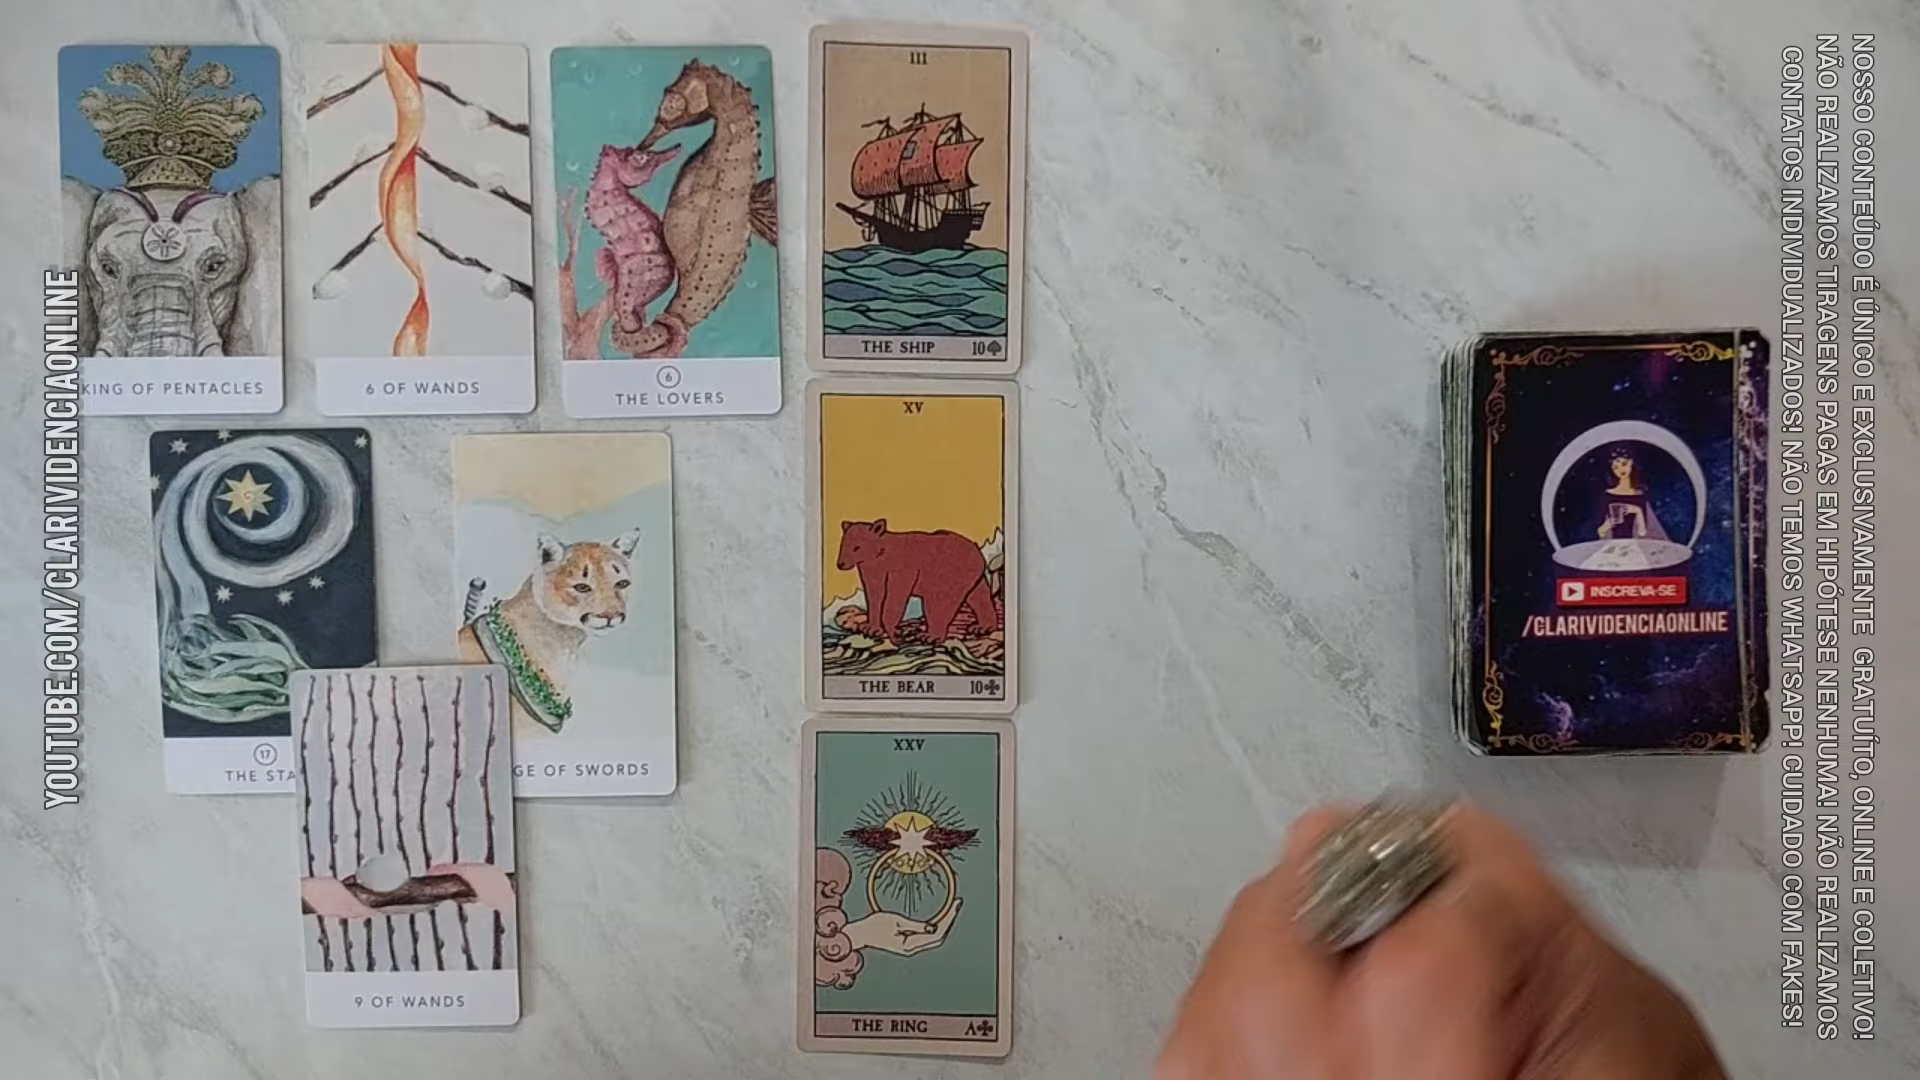 YOUTUBE.COM/CLARIVIDENCIAONLINE
KING OF PENTACLES
6 OF WANDS
6
THE LOVERS
17
THE STA
GE OF SWORDS
9 OF WANDS
III
THE SHIP 10♠
XV
THE BEAR 10♣
XXV
THE RING A♣
INSCREVA-SE
/CLARIVIDENCIAONLINE
NOSSO CONTEÚDO É ÚNICO E EXCLUSIVAMENTE GRATUÍTO, ONLINE E COLETIVO!
NÃO REALIZAMOS TIRAGENS PAGAS EM HIPÓTESE NENHUMA! NÃO REALIZAMOS
CONTATOS INDIVIDUALIZADOS! NÃO TEMOS WHATSAPP! CUIDADO COM FAKES!